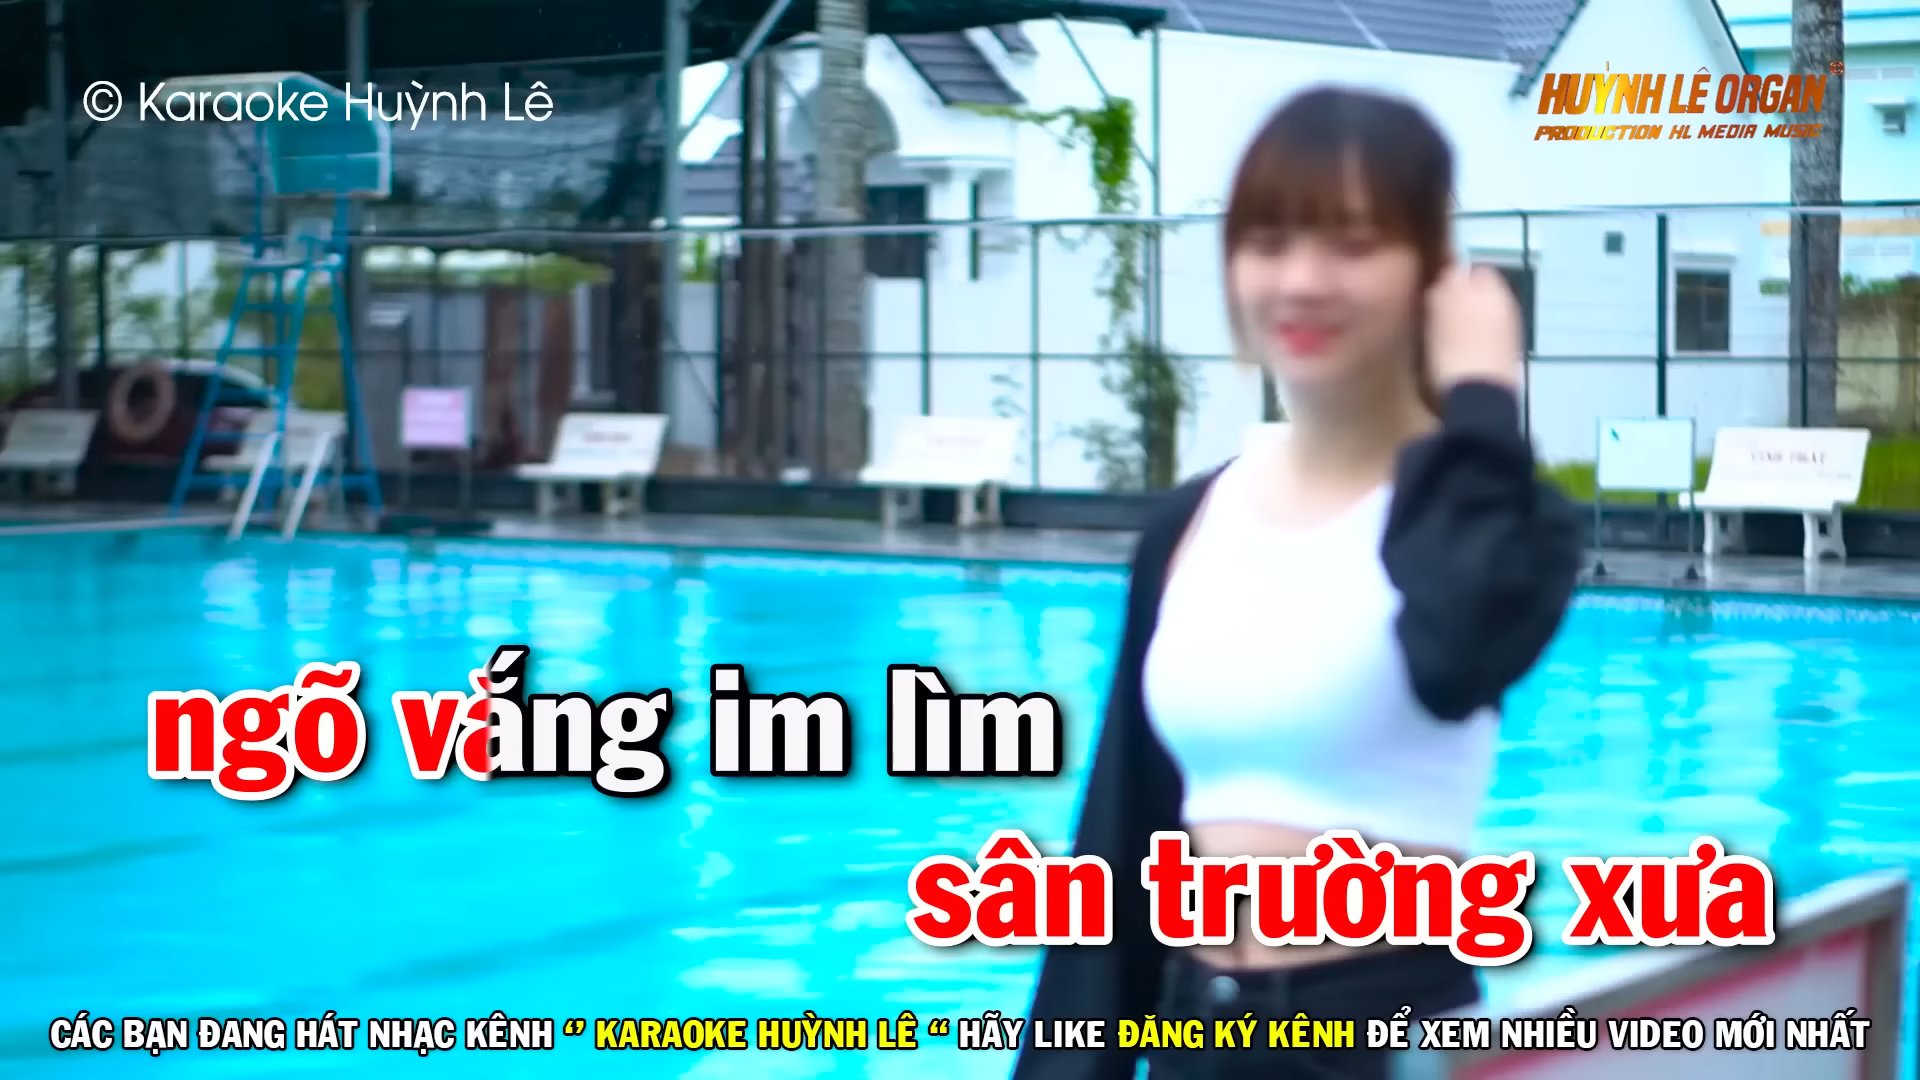 © Karaoke Huỳnh Lê
HUỲNH LÊ ORGAN
PRODUCTION HL MEDIA MUSIC
ngõ vắng im lìm
sân trường xưa
CÁC BẠN ĐANG HÁT NHẠC KÊNH ‘’ KARAOKE HUỲNH LÊ “ HÃY LIKE ĐĂNG KÝ KÊNH ĐỂ XEM NHIỀU VIDEO MỚI NHẤT